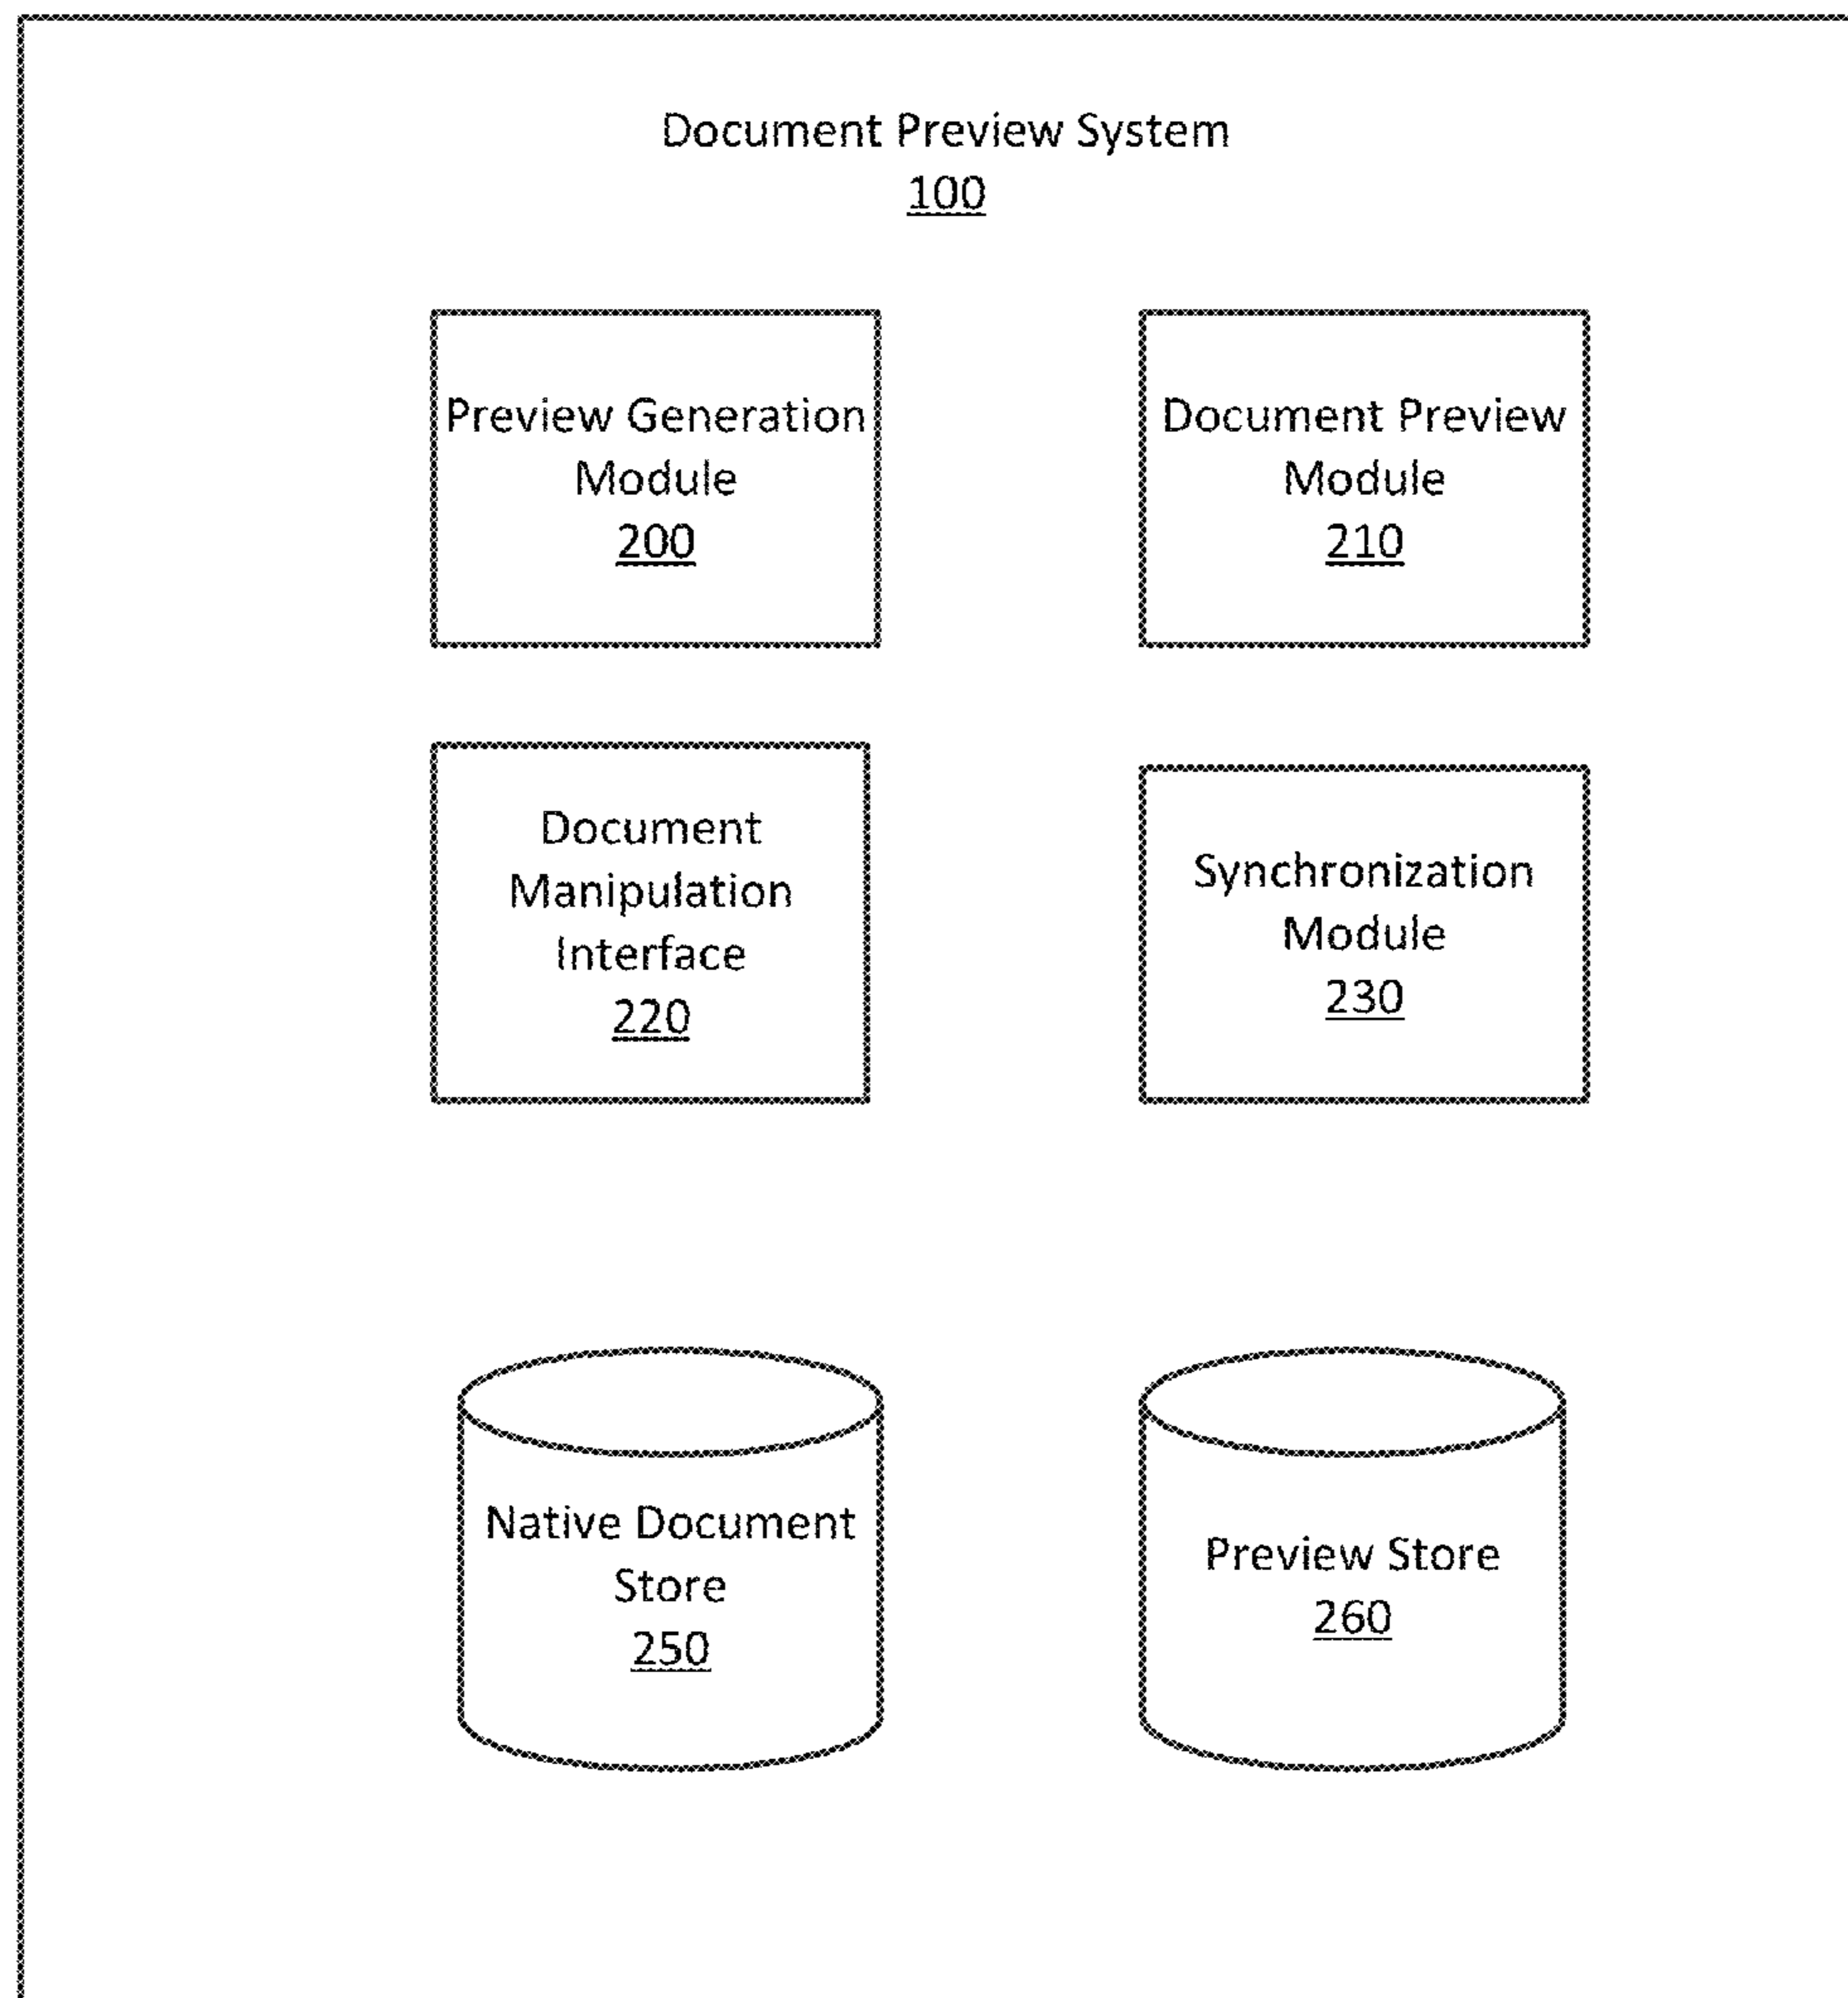 Document Preview System
100
Preview Generation
Module
200
Document Preview
Module
210
Document
Manipulation
Interface
220
Synchronization
Module
230
Native Document
Store
250
Preview Store
260